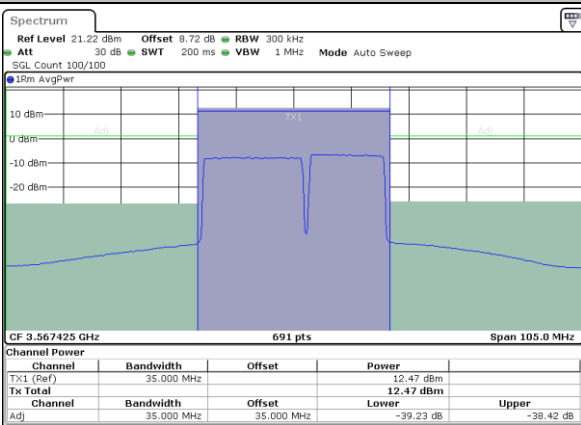 Spectrum
Ref Level 21.22 dBm Offset 8.72 dB RBW 300 kHz
Att 30 dB SWT 200 ms VBW 1 MHz Mode Auto Sweep
SGL Count 100/100
1Rm AvgPwr
10 dBm
TX1
Adj Adj
0 dBm
-10 dBm
-20 dBm
CF 3.567425 GHz 691 pts Span 105.0 MHz
Channel Power
Channel Bandwidth Offset Power
TX1 (Ref) 35.000 MHz 12.47 dBm
Tx Total 12.47 dBm
Channel Bandwidth Offset Lower Upper
Adj 35.000 MHz 35.000 MHz -39.23 dB -38.42 dB